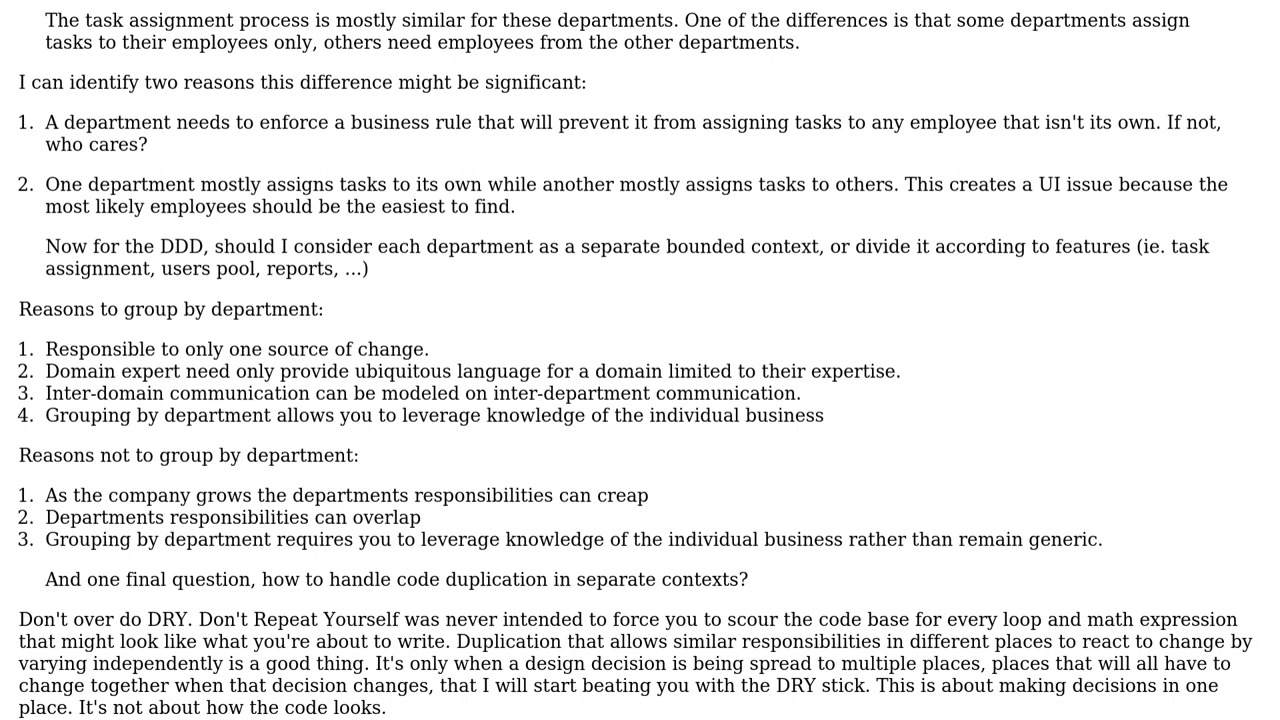 The task assignment process is mostly similar for these departments. One of the differences is that some departments assign
tasks to their employees only, others need employees from the other departments.
I can identify two reasons this difference might be significant:
1. A department needs to enforce a business rule that will prevent it from assigning tasks to any employee that isn't its own. If not,
who cares?
2. One department mostly assigns tasks to its own while another mostly assigns tasks to others. This creates a UI issue because the
most likely employees should be the easiest to find.
Now for the DDD, should I consider each department as a separate bounded context, or divide it according to features (ie. task
assignment, users pool, reports, ...)
Reasons to group by department:
1. Responsible to only one source of change.
2. Domain expert need only provide ubiquitous language for a domain limited to their expertise.
3. Inter-domain communication can be modeled on inter-department communication.
4. Grouping by department allows you to leverage knowledge of the individual business
Reasons not to group by department:
1. As the company grows the departments responsibilities can creap
2. Departments responsibilities can overlap
3. Grouping by department requires you to leverage knowledge of the individual business rather than remain generic.
And one final question, how to handle code duplication in separate contexts?
Don't over do DRY. Don't Repeat Yourself was never intended to force you to scour the code base for every loop and math expression
that might look like what you're about to write. Duplication that allows similar responsibilities in different places to react to change by
varying independently is a good thing. It's only when a design decision is being spread to multiple places, places that will all have to
change together when that decision changes, that I will start beating you with the DRY stick. This is about making decisions in one
place. It's not about how the code looks.